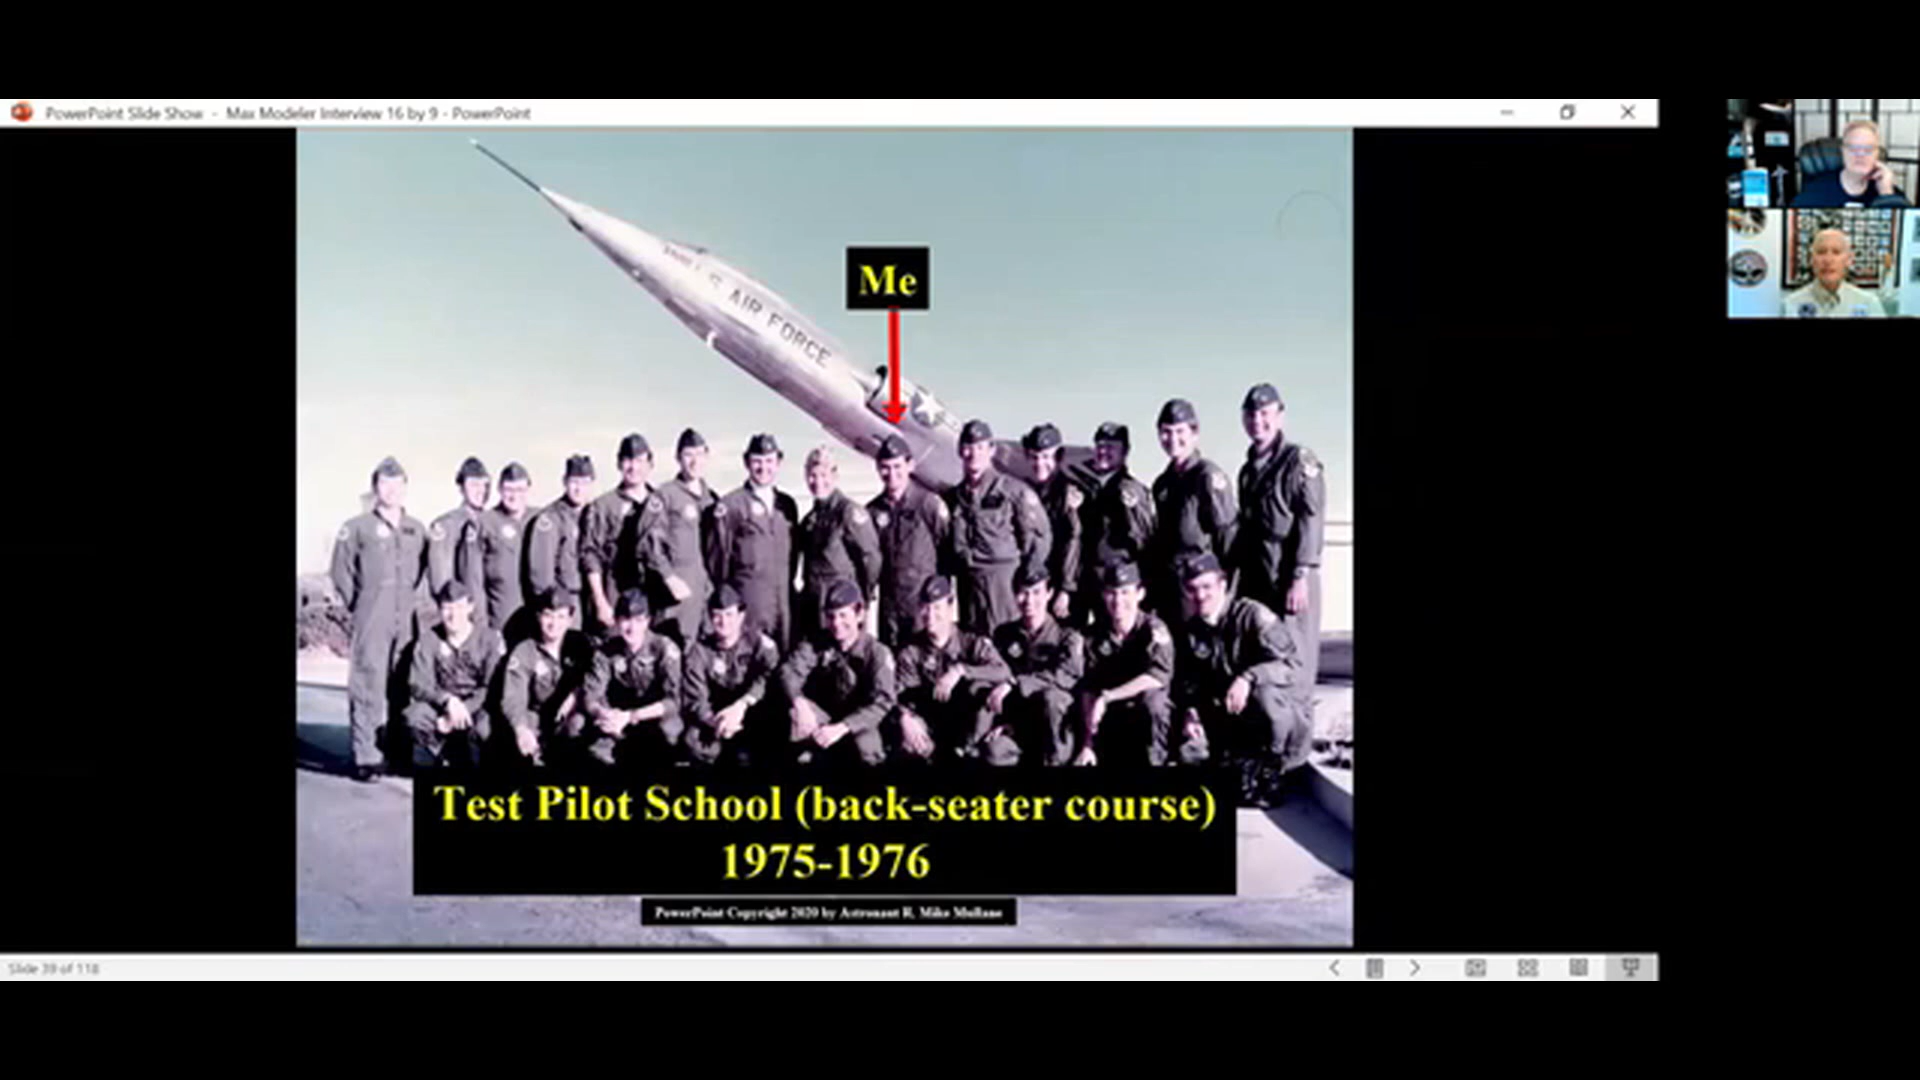 PowerPoint Slide Show - Max Modeler Interview 16 by 9 - PowerPoint
U.S. AIR FORCE
Me
Test Pilot School (back-seater course)
1975-1976
PowerPoint Copyright 2020 by Astronaut R. Mike Mullane
Slide 39 of 118